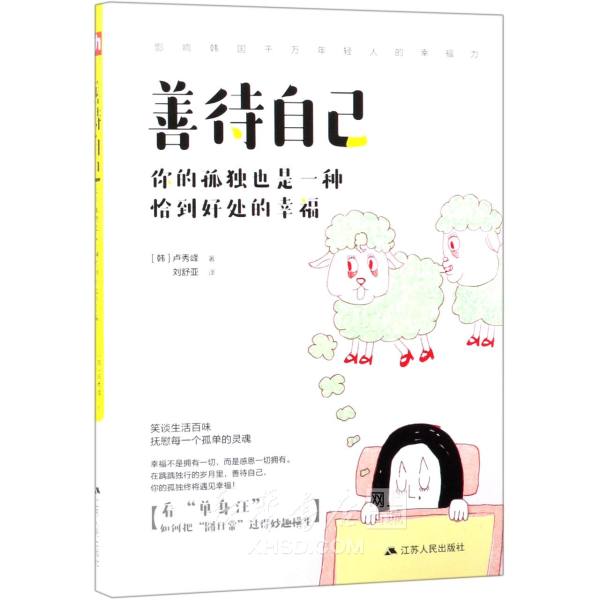 影响韩国千万年轻人的幸福力
善待自己
你的孤独也是一种
恰到好处的幸福
[韩]卢秀峰 著
刘舒亚 译
笑谈生活百味
抚慰每一个孤单的灵魂
幸福不是拥有一切，而是感恩一切拥有。
在踽踽独行的岁月里，善待自己，
你的孤独终将遇见幸福！
看“单身汪”
如何把“囧日常”过得妙趣横生
XHSD.COM
江苏人民出版社